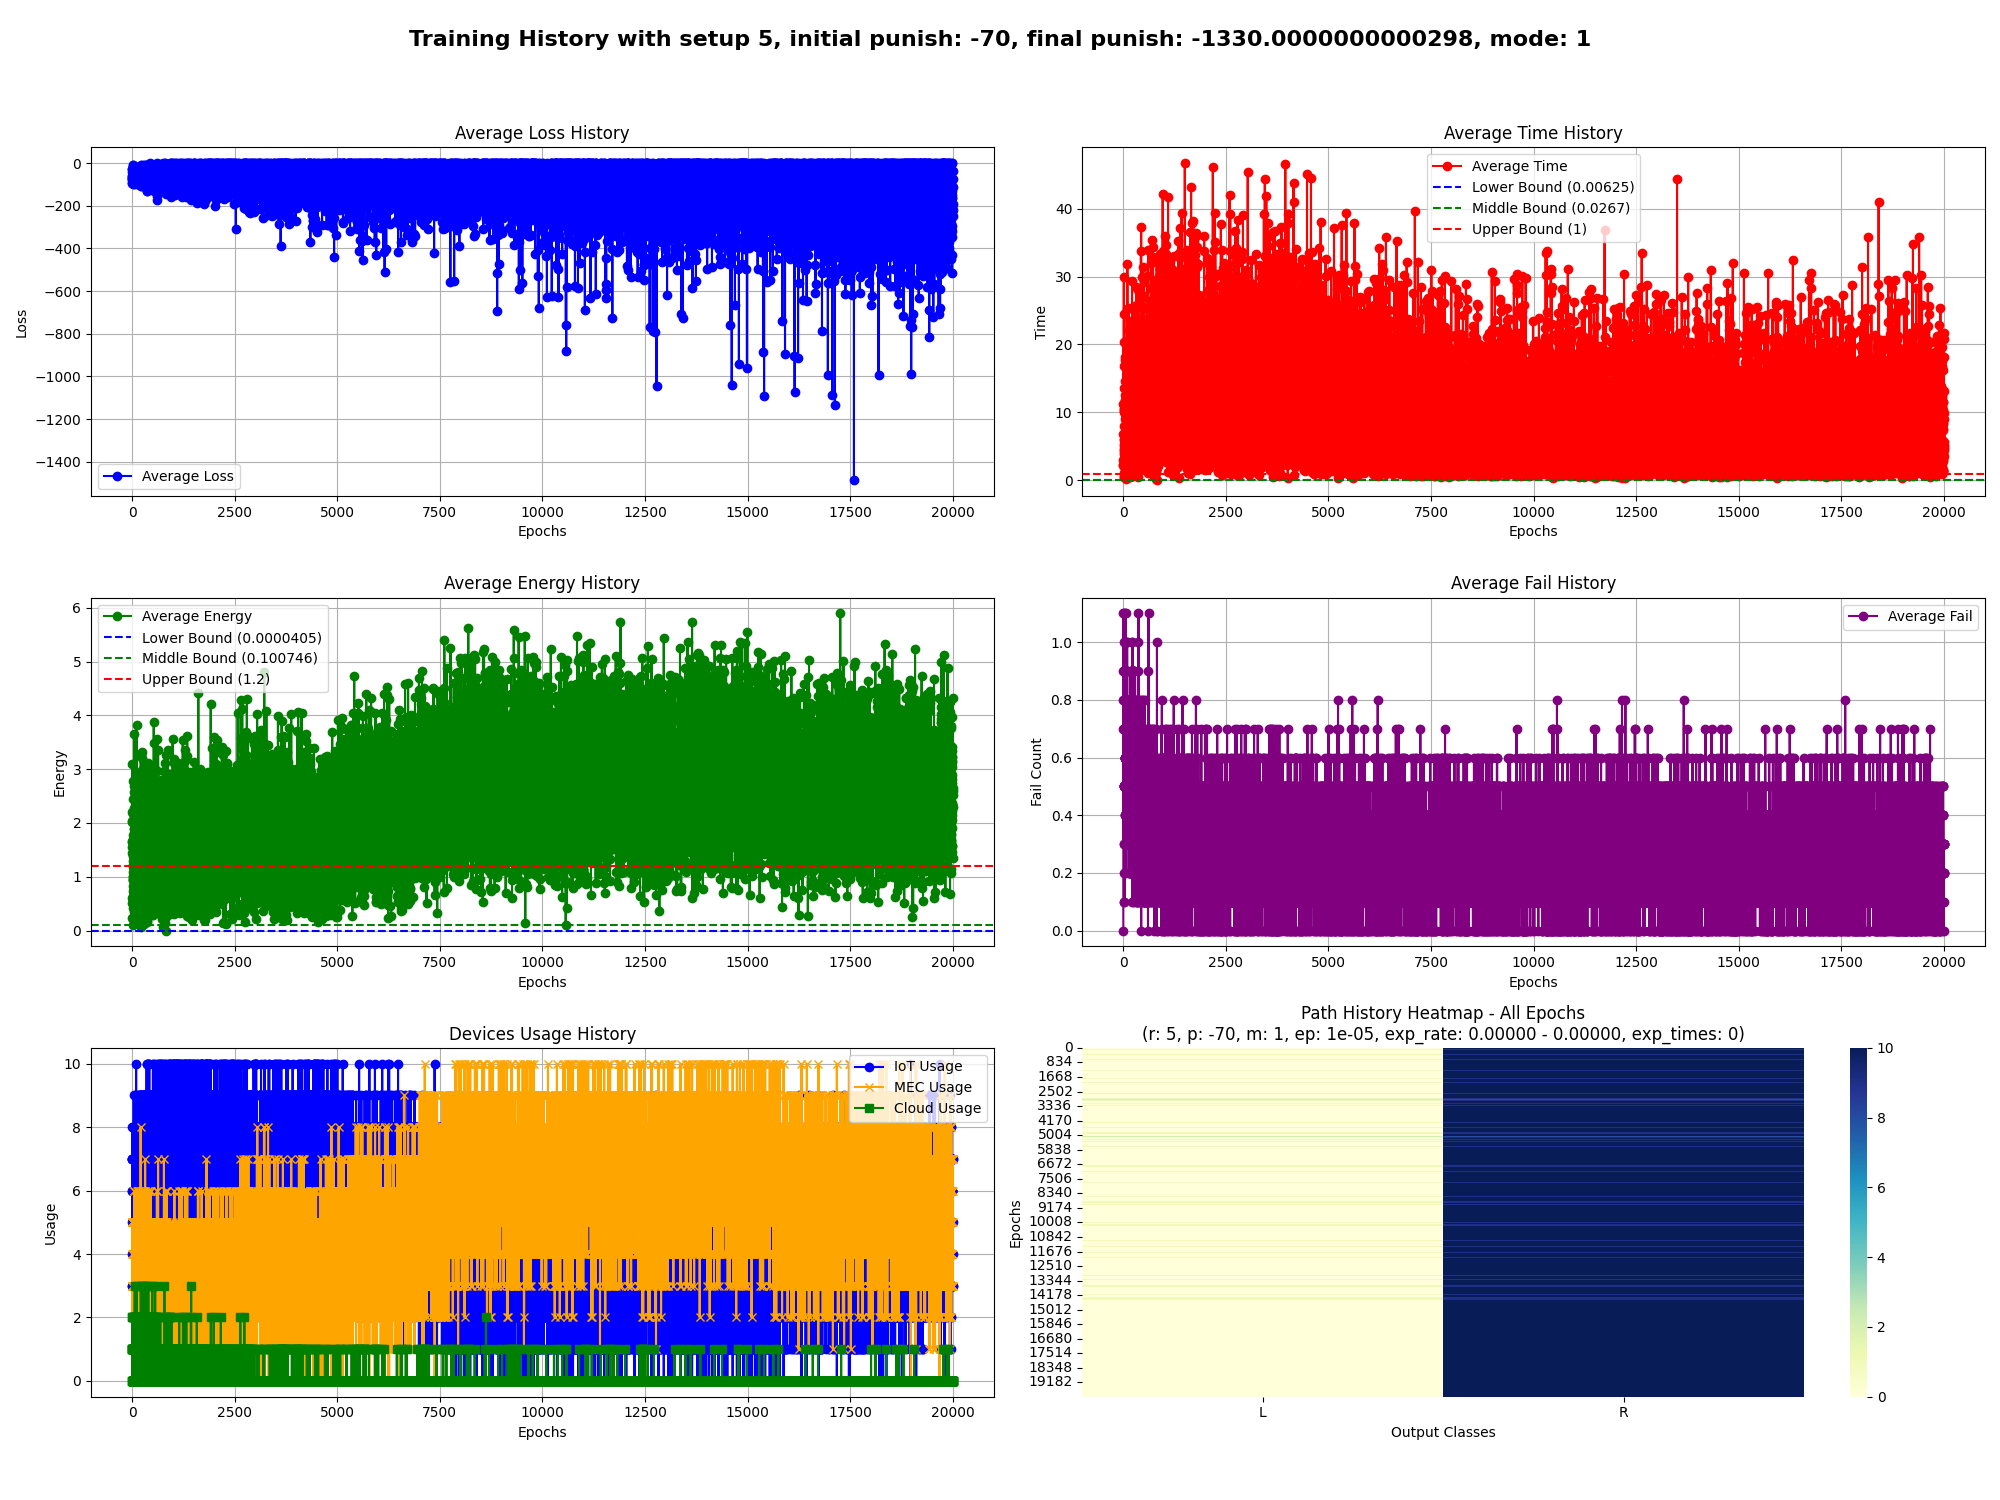 Training History with setup 5, initial punish: -70, final punish: -1330.0000000000298, mode: 1
Average Loss History
0
−200
−400
−600
−800
−1000
−1200
−1400
Loss
Average Loss
0 2500 5000 7500 10000 12500 15000 17500 20000
Epochs
Average Time History
40
30
20
10
0
Time
Average Time
Lower Bound (0.00625)
Middle Bound (0.0267)
Upper Bound (1)
0 2500 5000 7500 10000 12500 15000 17500 20000
Epochs
Average Energy History
6
5
4
3
2
1
0
Energy
Average Energy
Lower Bound (0.0000405)
Middle Bound (0.100746)
Upper Bound (1.2)
0 2500 5000 7500 10000 12500 15000 17500 20000
Epochs
Average Fail History
1.0
0.8
0.6
0.4
0.2
0.0
Fail Count
Average Fail
0 2500 5000 7500 10000 12500 15000 17500 20000
Epochs
Devices Usage History
10
8
6
4
2
0
Usage
IoT Usage
MEC Usage
Cloud Usage
0 2500 5000 7500 10000 12500 15000 17500 20000
Epochs
Path History Heatmap - All Epochs
(r: 5, p: -70, m: 1, ep: 1e-05, exp_rate: 0.00000 - 0.00000, exp_times: 0)
0
834
1668
2502
3336
4170
5004
5838
6672
7506
8340
9174
10008
10842
11676
12510
13344
14178
15012
15846
16680
17514
18348
19182
Epochs
L R
Output Classes
10
8
6
4
2
0